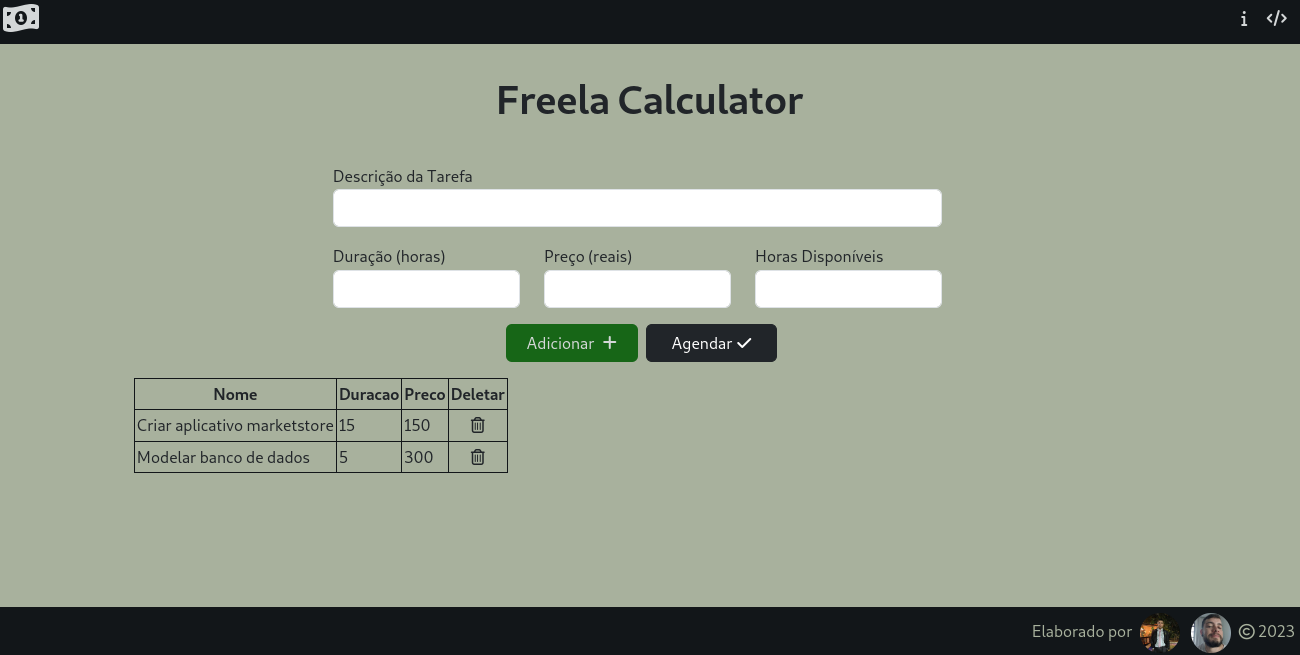 Freela Calculator
Descrição da Tarefa
Duração (horas) Preço (reais) Horas Disponíveis
Adicionar + Agendar
Nome Duracao Preco Deletar
Criar aplicativo marketstore 15 150
Modelar banco de dados 5 300
Elaborado por © 2023